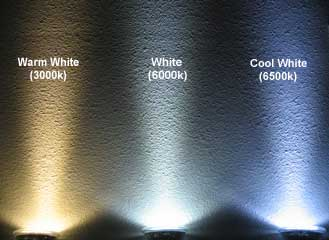 Warm White
(3000k)
White
(6000k)
Cool White
(6500k)